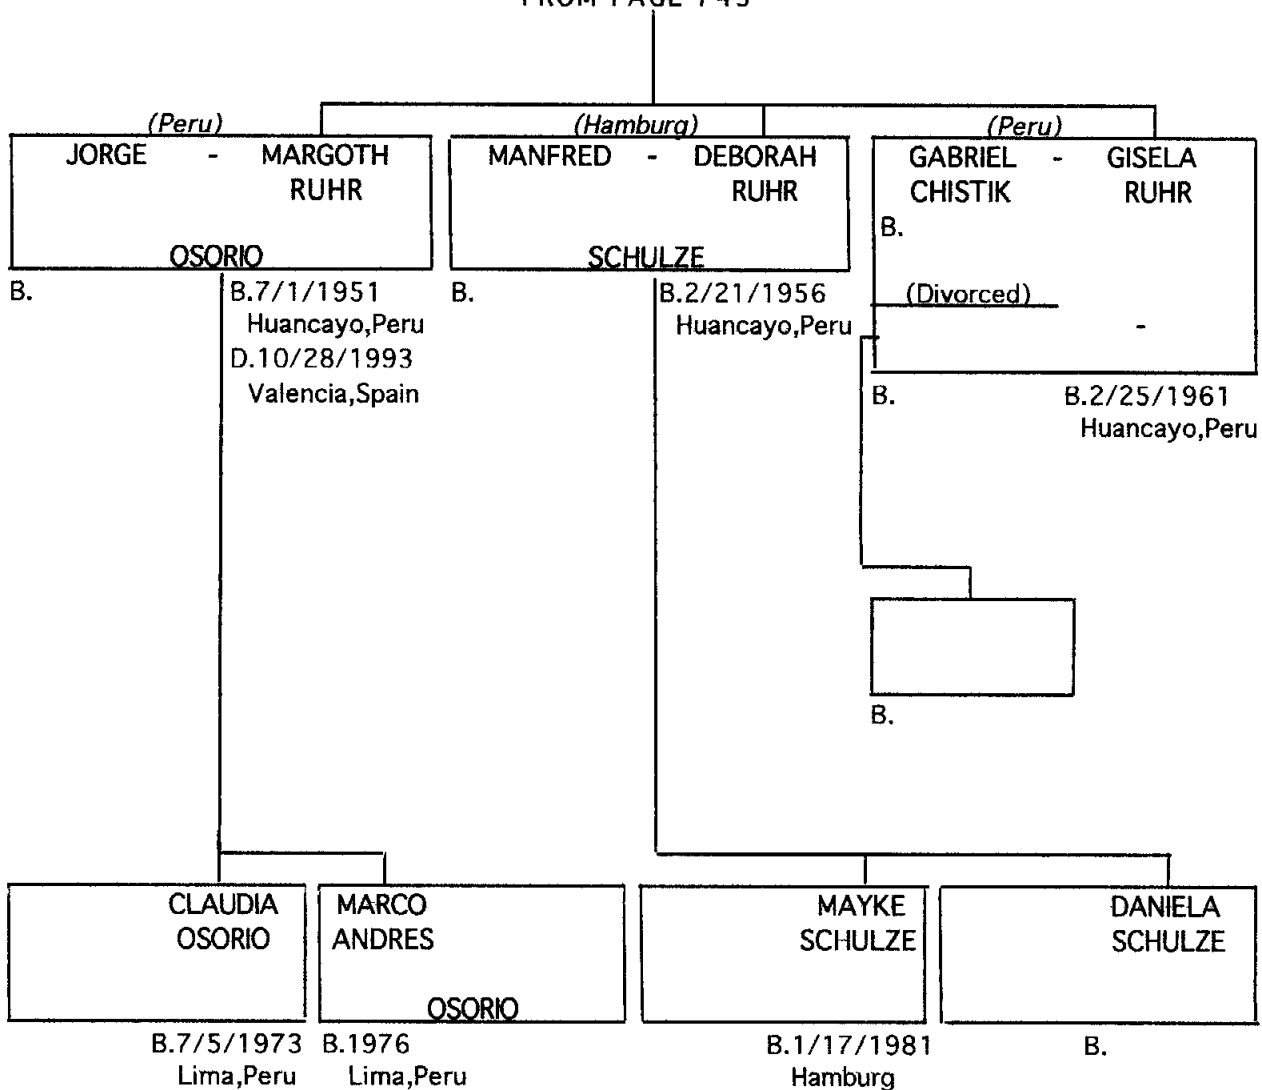 FROM PAGE 743
(Peru)
JORGE - MARGOTH
RUHR
OSORIO
B.
B.7/1/1951
Huancayo,Peru
D.10/28/1993
Valencia,Spain
(Hamburg)
MANFRED - DEBORAH
RUHR
SCHULZE
B.
B.2/21/1956
Huancayo,Peru
(Peru)
GABRIEL - GISELA
CHISTIK RUHR
B.
(Divorced)
-
B.
B.2/25/1961
Huancayo,Peru
B.
CLAUDIA
OSORIO
B.7/5/1973
Lima,Peru
MARCO
ANDRES
OSORIO
B.1976
Lima,Peru
MAYKE
SCHULZE
B.1/17/1981
Hamburg
DANIELA
SCHULZE
B.